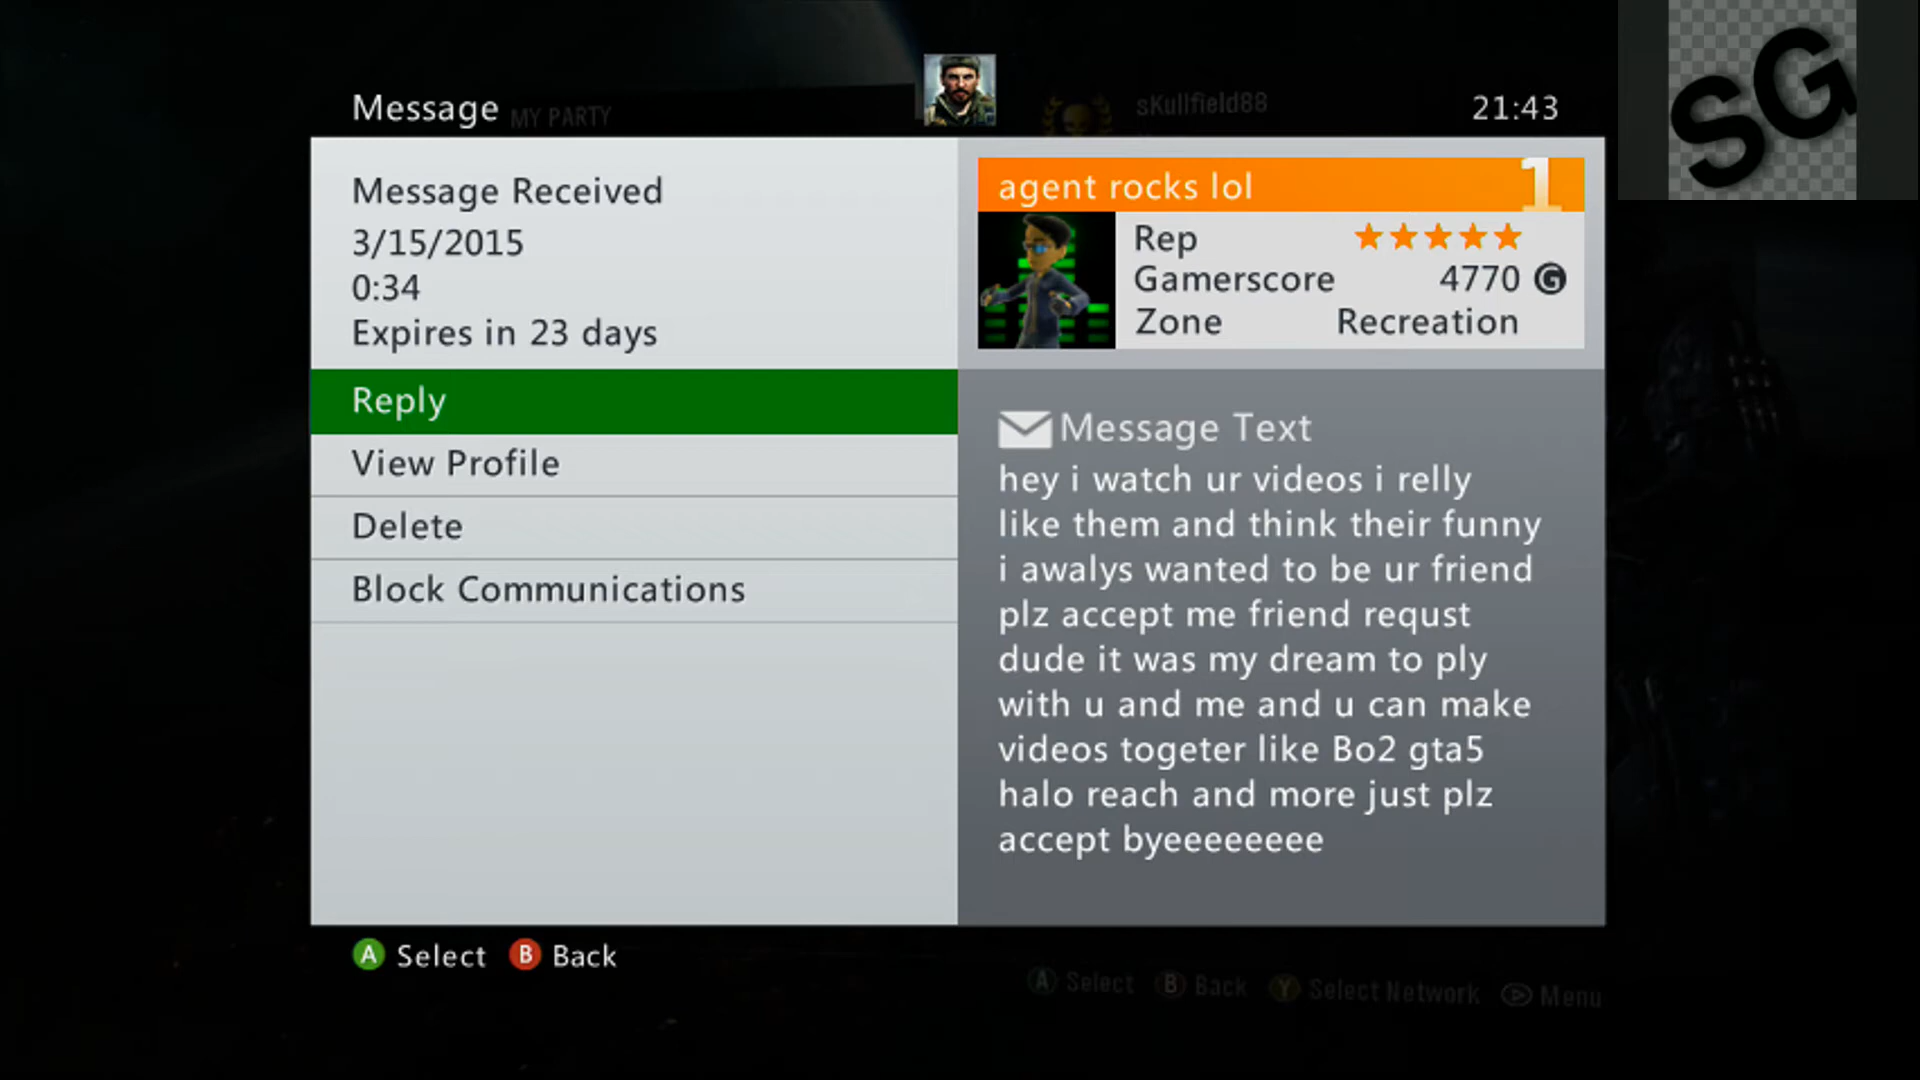 Message
MY PARTY
sKullfield88
21:43
SG
Message Received
3/15/2015
0:34
Expires in 23 days
Reply
View Profile
Delete
Block Communications
agent rocks lol
1
Rep
Gamerscore 4770 G
Zone Recreation
Message Text
hey i watch ur videos i relly
like them and think their funny
i awalys wanted to be ur friend
plz accept me friend requst
dude it was my dream to ply
with u and me and u can make
videos togeter like Bo2 gta5
halo reach and more just plz
accept byeeeeeeee
A Select B Back
A Select B Back Y Select Network Menu